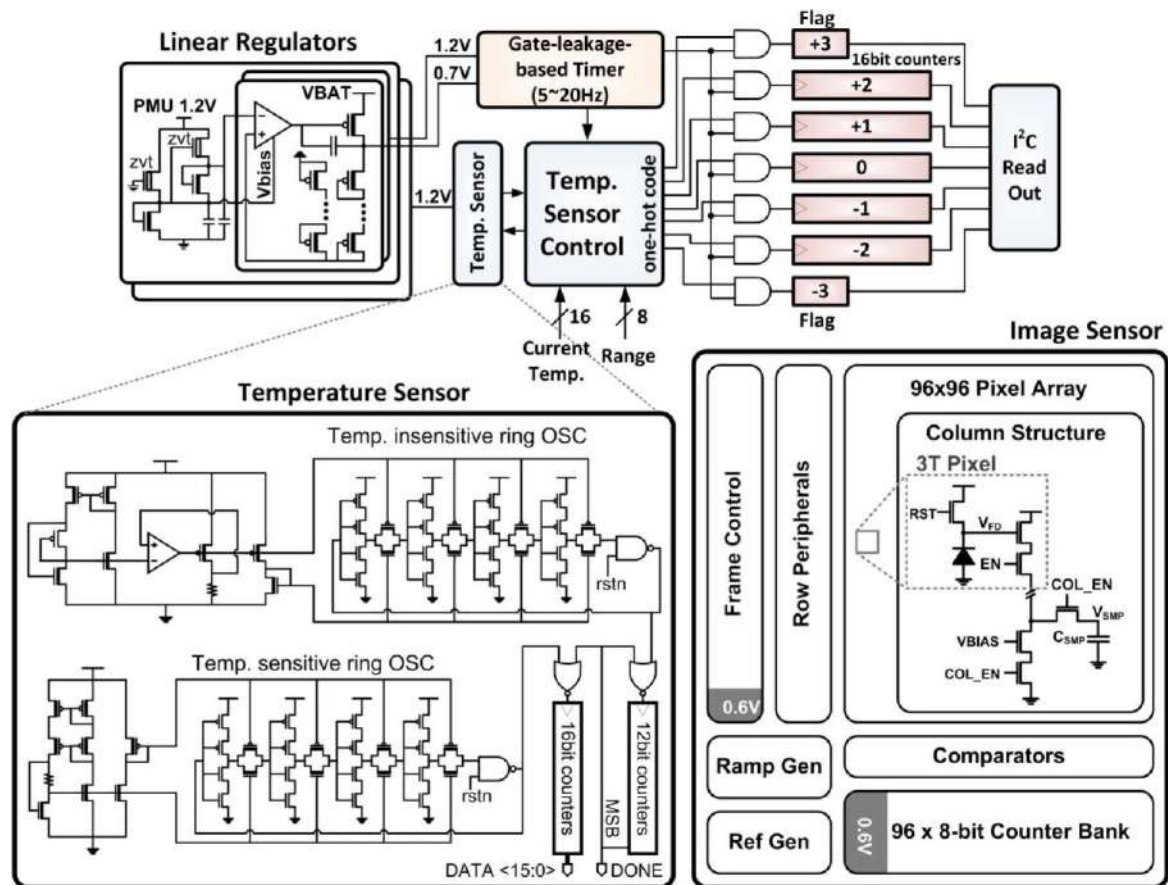 Linear Regulators
PMU 1.2V
zvt
zvt
Vbias
VBAT
1.2V
0.7V
1.2V
Gate-leakage-
based Timer
(5~20Hz)
Temp. Sensor
Temp.
Sensor
Control
one-hot code
16
8
Current
Temp.
Range
Flag
+3
16bit counters
+2
+1
0
-1
-2
-3
Flag
I²C
Read
Out
Temperature Sensor
Temp. insensitive ring OSC
rstn
Temp. sensitive ring OSC
rstn
16bit counters
12bit counters
MSB
DATA <15:0>
DONE
Image Sensor
Frame Control
0.6V
Row Peripherals
96x96 Pixel Array
Column Structure
3T Pixel
RST
V_FD
EN
COL_EN
V_SMP
C_SMP
VBIAS
COL_EN
Ramp Gen
Comparators
Ref Gen
0.6V
96 x 8-bit Counter Bank